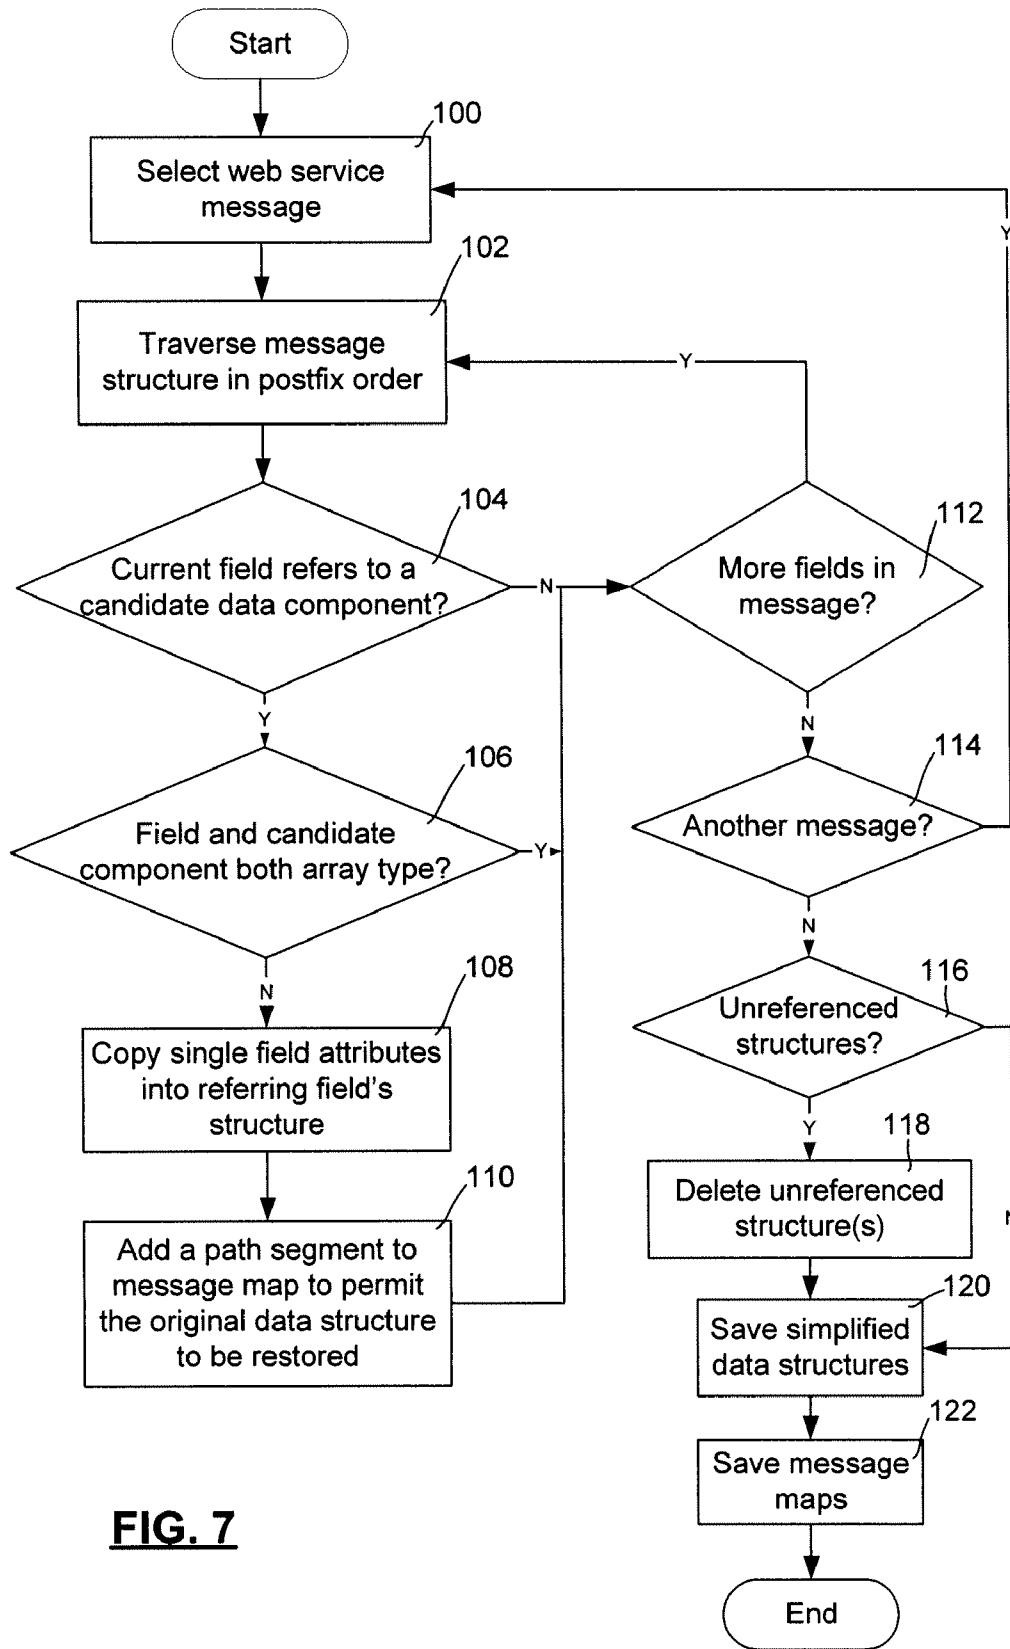 Start
100
Select web service
message
Y
102
Traverse message
structure in postfix order
Y
104
Current field refers to a
candidate data component?
N
112
More fields in
message?
Y
N
106
Field and candidate
component both array type?
Y
114
Another message?
N
N
108
Copy single field attributes
into referring field's
structure
116
Unreferenced
structures?
Y
118
Delete unreferenced
structure(s)
N
110
Add a path segment to
message map to permit
the original data structure
to be restored
120
Save simplified
data structures
122
Save message
maps
FIG. 7
End